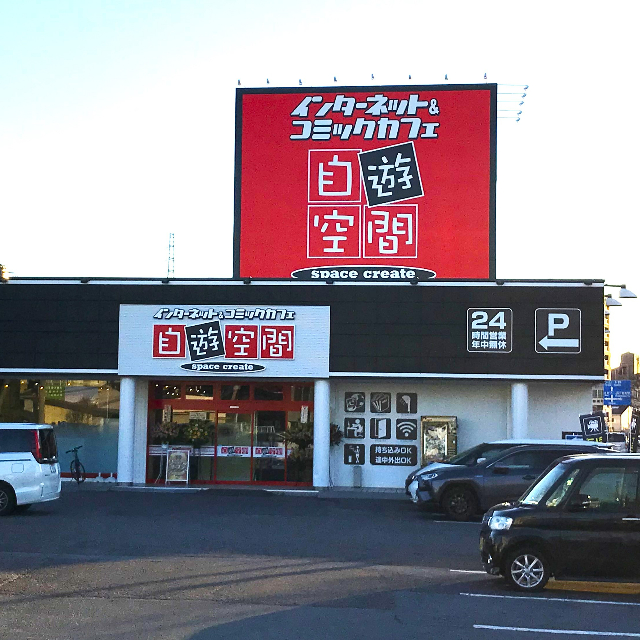 インターネット&
コミックカフェ
自遊
空間
space create
インターネット&コミックカフェ
自遊空間
space create
24
時間営業
年中無休
P
持ち込みOK
途中外出OK